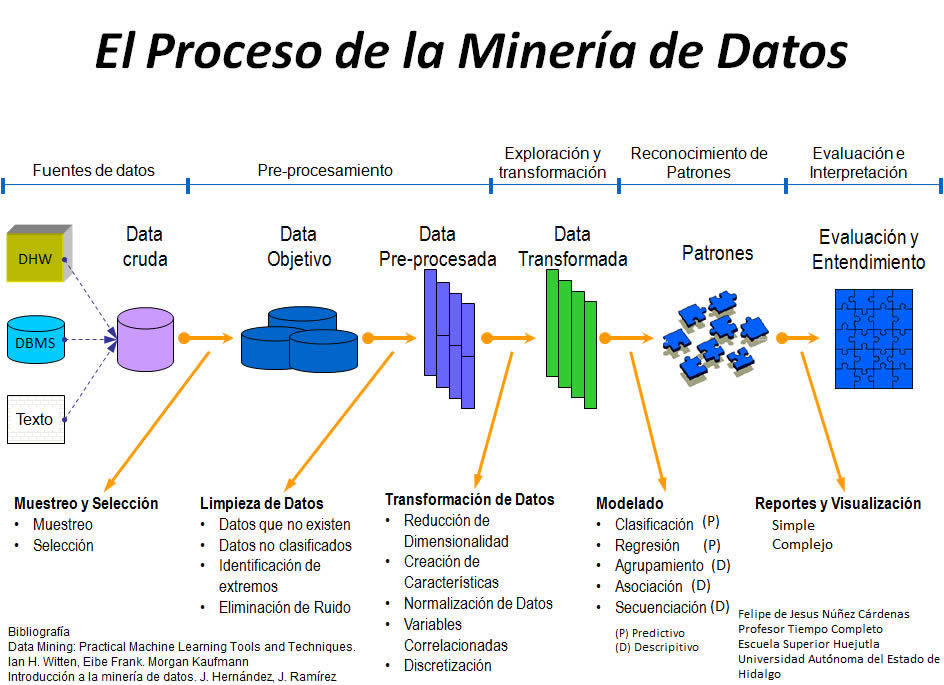 El Proceso de la Minería de Datos
Fuentes de datos
Pre-procesamiento
Exploración y
transformación
Reconocimiento de
Patrones
Evaluación e
Interpretación
DHW
DBMS
Texto
Data
cruda
Data
Objetivo
Data
Pre-procesada
Data
Transformada
Patrones
Evaluación y
Entendimiento
Muestreo y Selección
• Muestreo
• Selección
Limpieza de Datos
• Datos que no existen
• Datos no clasificados
• Identificación de
extremos
• Eliminación de Ruido
Transformación de Datos
• Reducción de
Dimensionalidad
• Creación de
Características
• Normalización de Datos
• Variables
Correlacionadas
• Discretización
Modelado
• Clasificación (P)
• Regresión (P)
• Agrupamiento (D)
• Asociación (D)
• Secuenciación (D)
(P) Predictivo
(D) Descripitivo
Reportes y Visualización
Simple
Complejo
Bibliografía
Data Mining: Practical Machine Learning Tools and Techniques.
Ian H. Witten, Eibe Frank. Morgan Kaufmann
Introducción a la minería de datos. J. Hernández, J. Ramírez
Felipe de Jesus Núñez Cárdenas
Profesor Tiempo Completo
Escuela Superior Huejutla
Universidad Autónoma del Estado de
Hidalgo